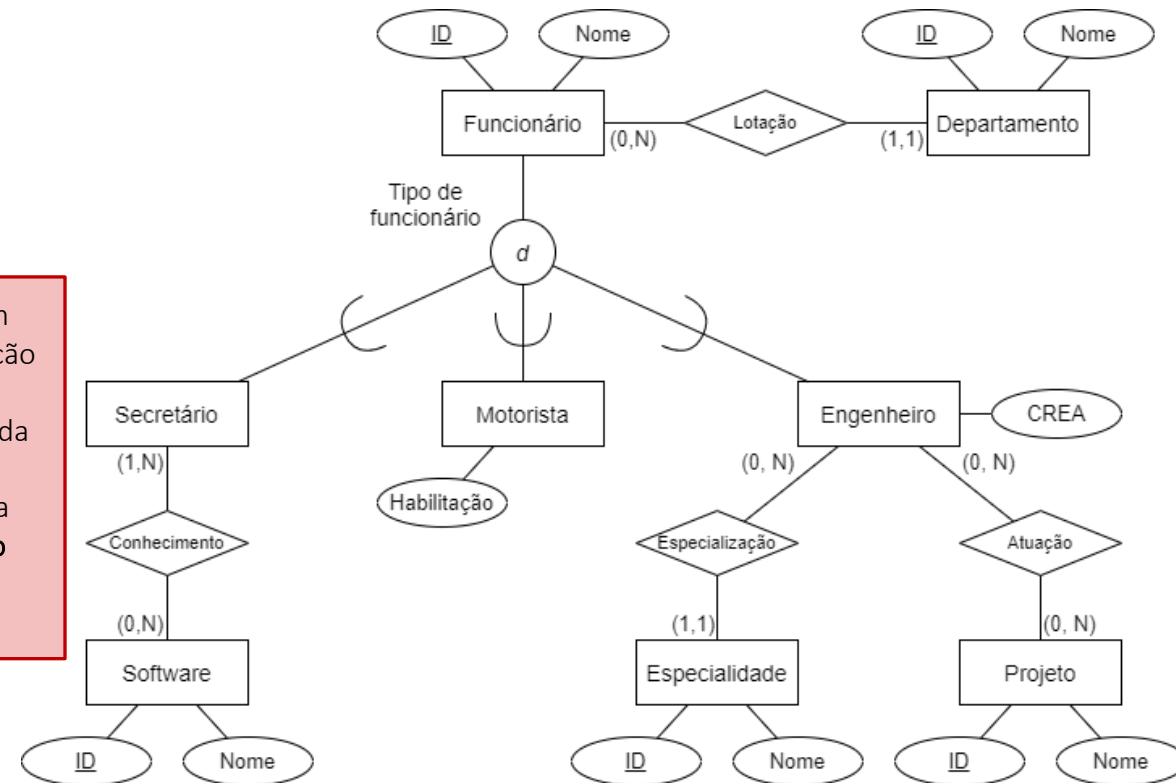 ID
Nome
ID
Nome
Funcionário
(0,N)
Lotação
(1,1)
Departamento
Tipo de
funcionário
d
Secretário
Motorista
Engenheiro
CREA
(1,N)
(0, N)
(0, N)
Habilitação
Conhecimento
Especialização
Atuação
(0,N)
(1,1)
(0, N)
Software
Especialidade
Projeto
ID
Nome
ID
Nome
ID
Nome